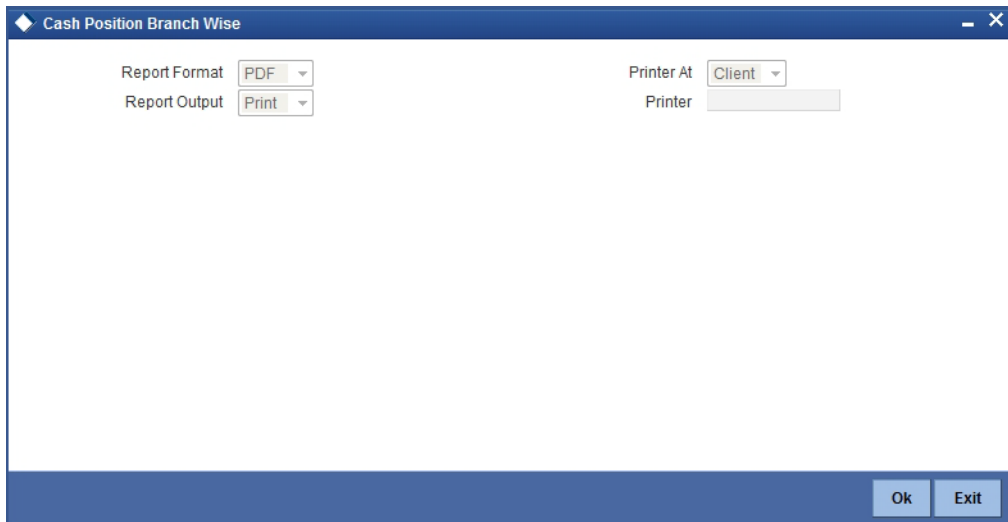 Cash Position Branch Wise
Report Format PDF Printer At Client
Report Output Print Printer
Ok Exit